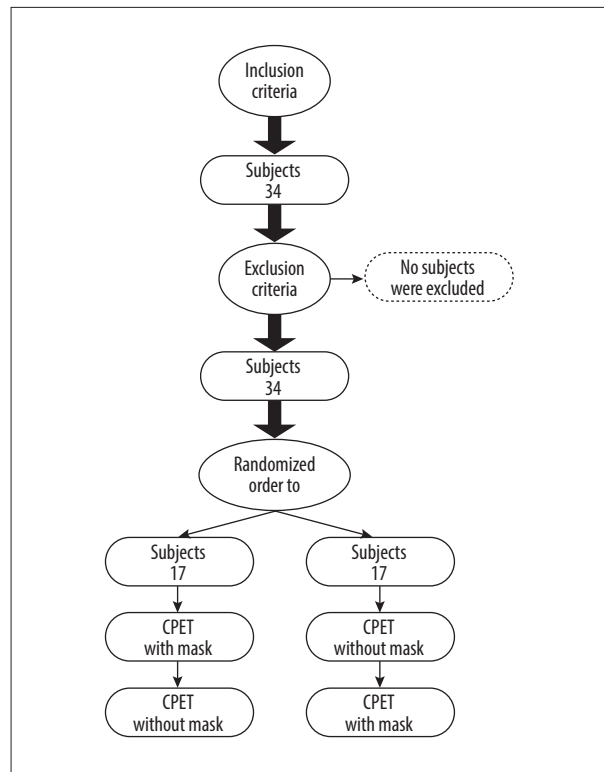 Inclusion
criteria
Subjects
34
Exclusion
criteria
No subjects
were excluded
Subjects
34
Randomized
order to
Subjects
17
Subjects
17
CPET
with mask
CPET
without mask
CPET
without mask
CPET
with mask